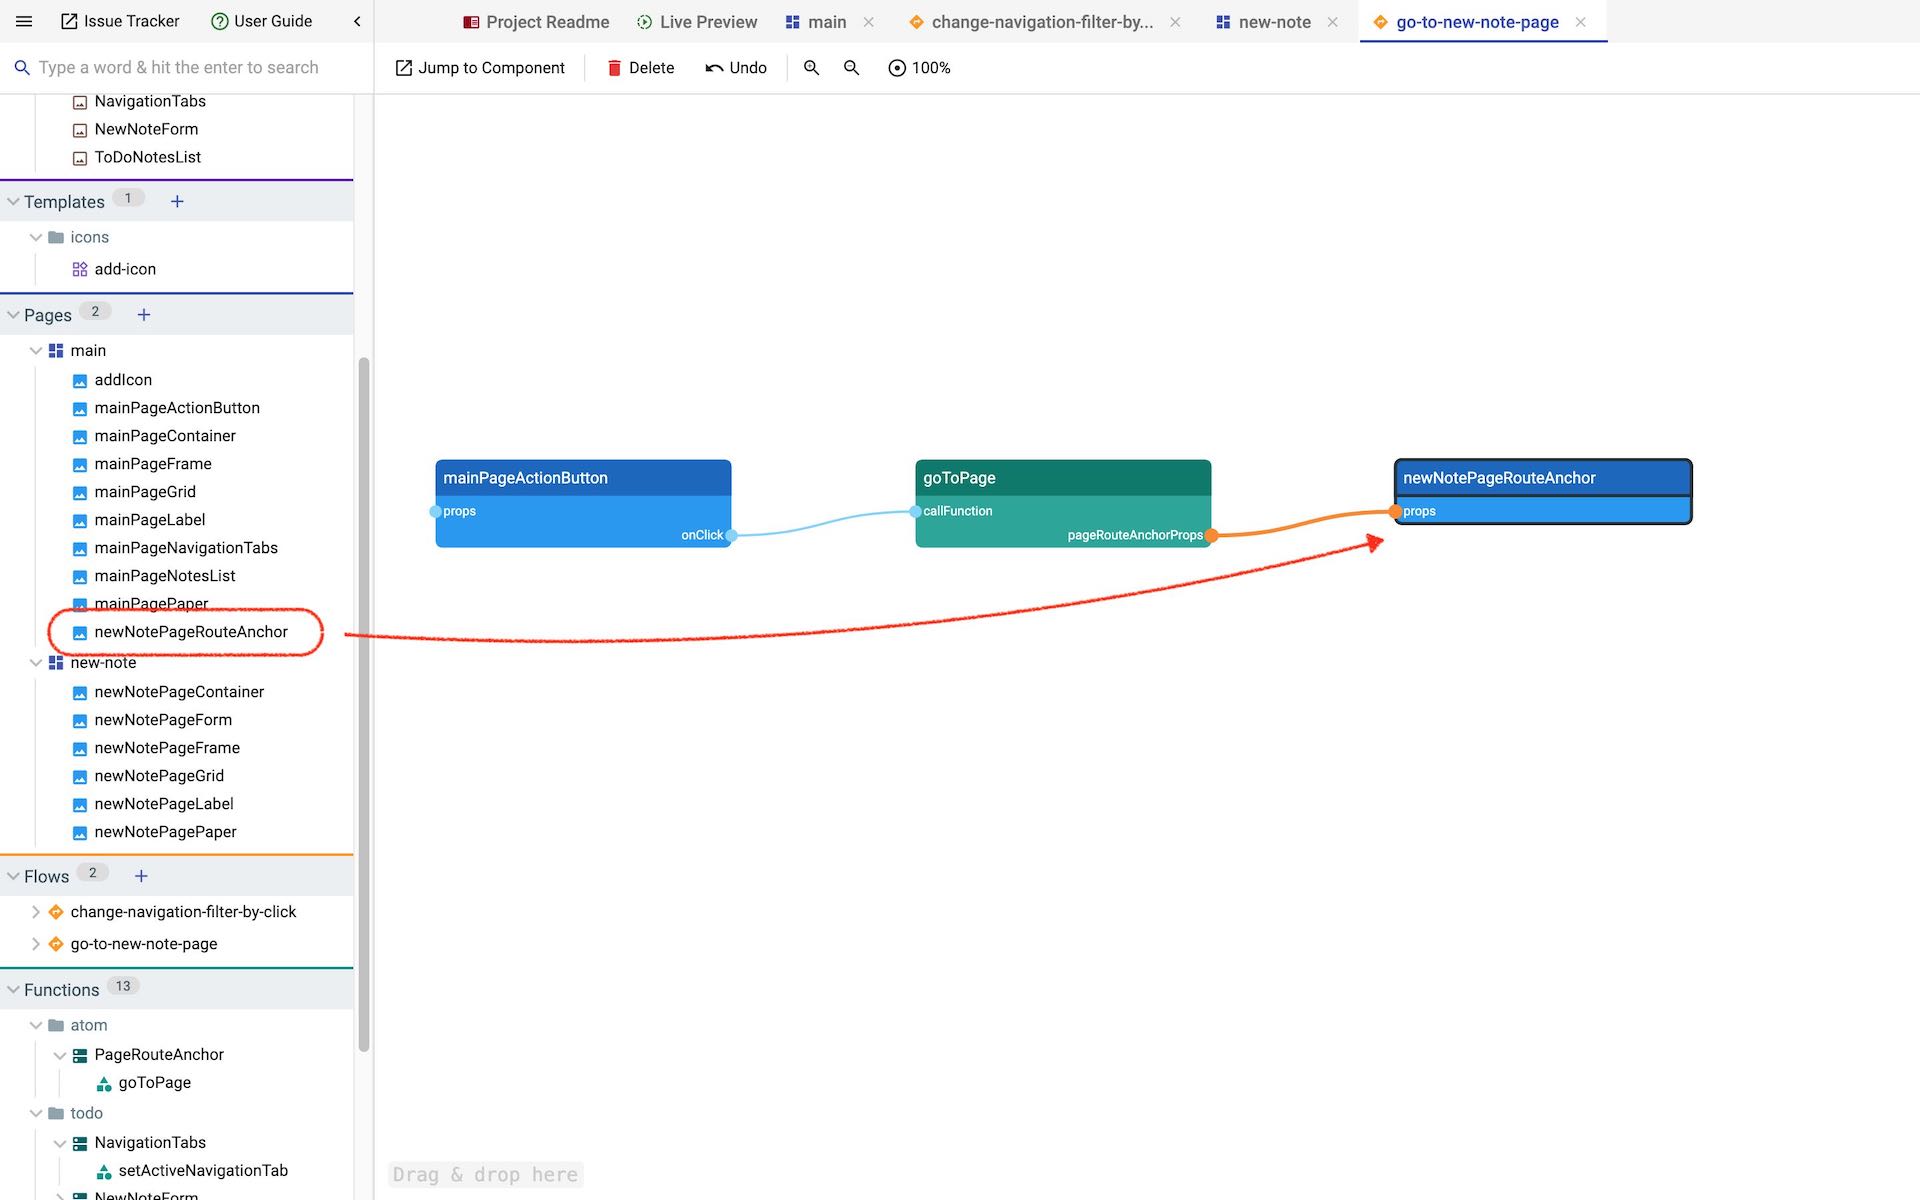 Issue Tracker
User Guide
Project Readme
Live Preview
main
change-navigation-filter-by...
new-note
go-to-new-note-page
Type a word & hit the enter to search
Jump to Component
Delete
Undo
100%
NavigationTabs
NewNoteForm
ToDoNotesList
Templates 1 +
icons
add-icon
Pages 2 +
main
addIcon
mainPageActionButton
mainPageContainer
mainPageFrame
mainPageGrid
mainPageLabel
mainPageNavigationTabs
mainPageNotesList
mainPagePaper
newNotePageRouteAnchor
new-note
newNotePageContainer
newNotePageForm
newNotePageFrame
newNotePageGrid
newNotePageLabel
newNotePagePaper
Flows 2 +
change-navigation-filter-by-click
go-to-new-note-page
Functions 13
atom
PageRouteAnchor
goToPage
todo
NavigationTabs
setActiveNavigationTab
NewNoteForm
mainPageActionButton
props
onClick
goToPage
callFunction
pageRouteAnchorProps
newNotePageRouteAnchor
props
Drag & drop here